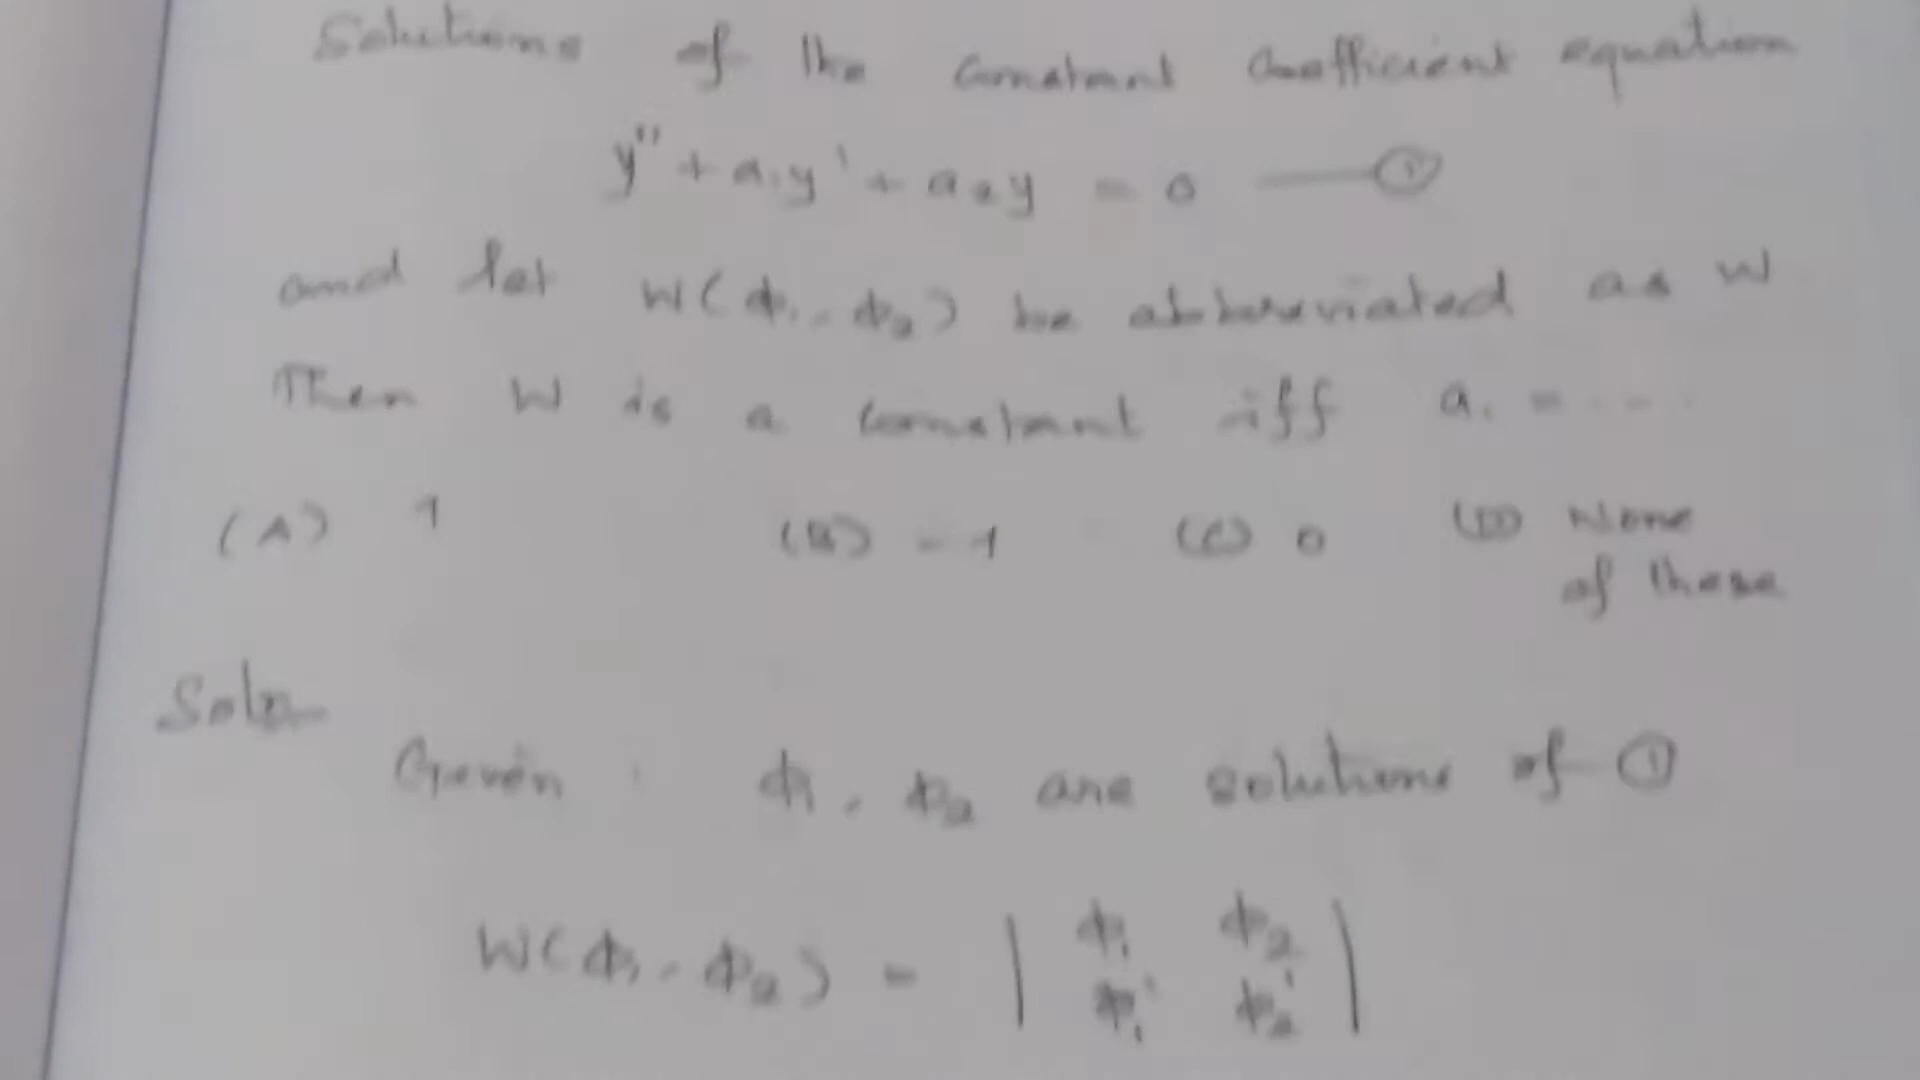 Solutions of the constant coefficient equation
y'' + a₁y' + a₂y = 0 —①
and let W(ϕ₁, ϕ₂) be abbreviated as W
Then W is a constant iff a₁ = ----
(A) 1 (B) -1 (C) 0 (D) None
of these
Soln
Given : ϕ₁, ϕ₂ are solutions of ①
W(ϕ₁, ϕ₂) = | ϕ₁ ϕ₂ |
| ϕ₁' ϕ₂' |